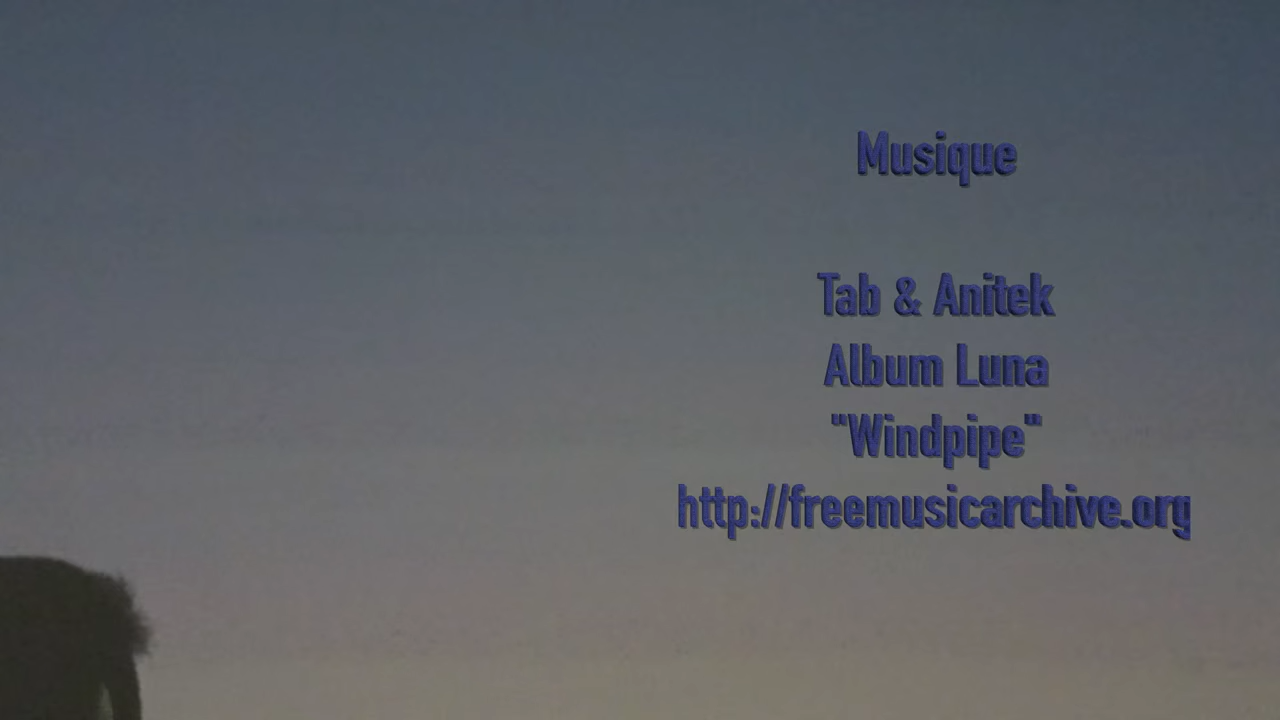 Musique
Tab & Anitek
Album Luna
"Windpipe"
http://freemusicarchive.org